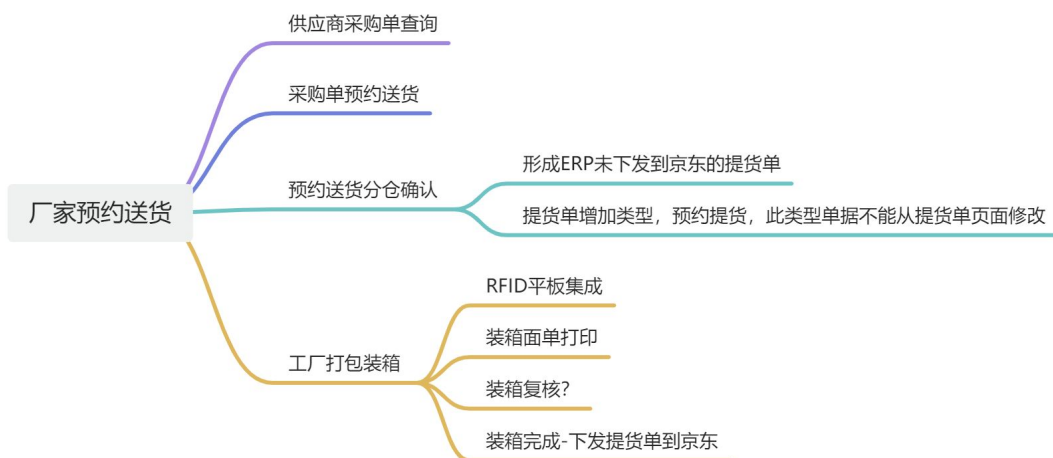 厂家预约送货
供应商采购单查询
采购单预约送货
预约送货分仓确认
形成ERP未下发到京东的提货单
提货单增加类型，预约提货，此类型单据不能从提货单页面修改
工厂打包装箱
RFID平板集成
装箱面单打印
装箱复核?
装箱完成-下发提货单到京东